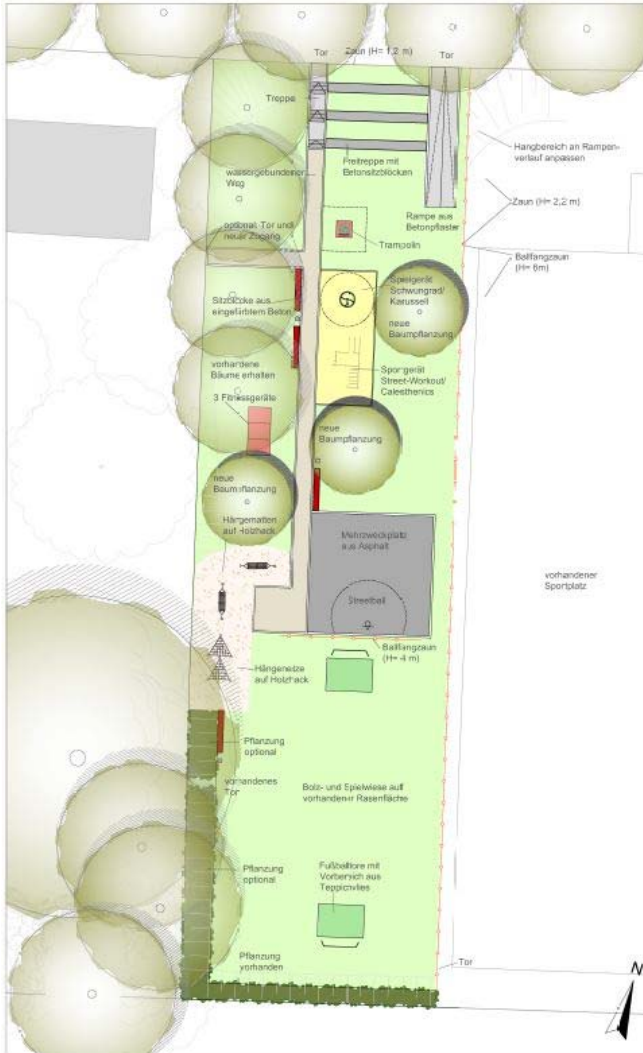 Tor
Zaun (H= 1,2 m)
Tor
Treppe
Hangbereich an Rampen-
verlauf anpassen
wassergebundener
Weg
Freitreppe mit
Betonsitzblöcken
Zaun (H= 2,2 m)
Rampe aus
Betonpflaster
optional: Tor und
neuer Zugang
Trampolin
Ballfangzaun
(H= 6m)
Spielgerät
Schwungrad/
Karussell
Sitzblöcke aus
eingefärbtem Beton
neue
Baumpflanzung
vorhandene
Bäume erhalten
Sportgerät
Street-Workout/
Calesthenics
3 Fitnessgeräte
neue
Baumpflanzung
neue
Baumpflanzung
Hängematten
auf Holzhack
Mehrzweckplatz
aus Asphalt
vorhandener
Sportplatz
Streetball
Ballfangzaun
(H= 4 m)
Hängenetze
auf Holzhack
Pflanzung
optional
vorhandenes
Tor
Bolz- und Spielwiese auf
vorhandener Rasenfläche
Pflanzung
optional
Fußballtore mit
Vorbereich aus
Teppichvlies
Pflanzung
vorhanden
Tor
N